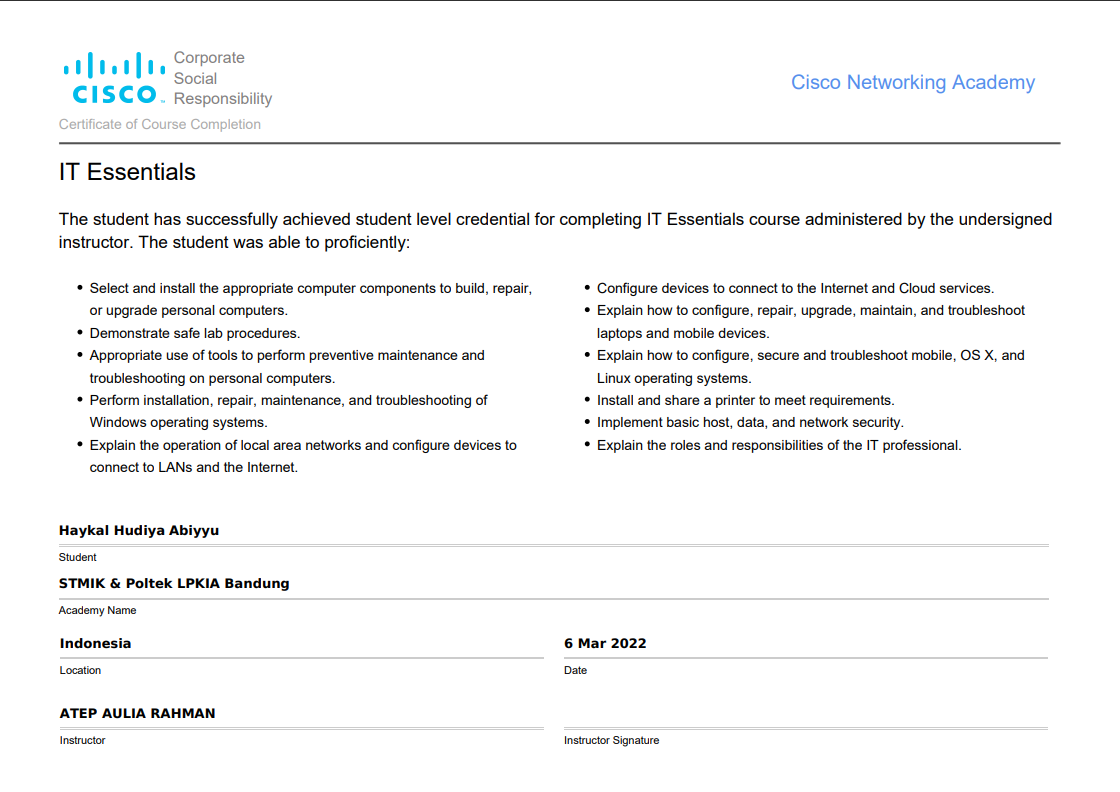 CISCO
Corporate
Social
Responsibility
Cisco Networking Academy
Certificate of Course Completion
IT Essentials
The student has successfully achieved student level credential for completing IT Essentials course administered by the undersigned
instructor. The student was able to proficiently:
• Select and install the appropriate computer components to build, repair,
or upgrade personal computers.
• Demonstrate safe lab procedures.
• Appropriate use of tools to perform preventive maintenance and
troubleshooting on personal computers.
• Perform installation, repair, maintenance, and troubleshooting of
Windows operating systems.
• Explain the operation of local area networks and configure devices to
connect to LANs and the Internet.
• Configure devices to connect to the Internet and Cloud services.
• Explain how to configure, repair, upgrade, maintain, and troubleshoot
laptops and mobile devices.
• Explain how to configure, secure and troubleshoot mobile, OS X, and
Linux operating systems.
• Install and share a printer to meet requirements.
• Implement basic host, data, and network security.
• Explain the roles and responsibilities of the IT professional.
Haykal Hudiya Abiyyu
Student
STMIK & Poltek LPKIA Bandung
Academy Name
Indonesia
Location
6 Mar 2022
Date
ATEP AULIA RAHMAN
Instructor
Instructor Signature